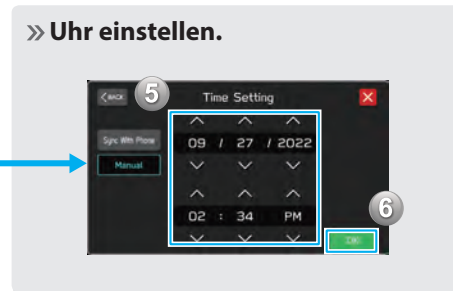 » Uhr einstellen.
< BACK
5
Time Setting
Sync With Phone
Manual
09 / 27 / 2022
02 : 34 PM
6
OK